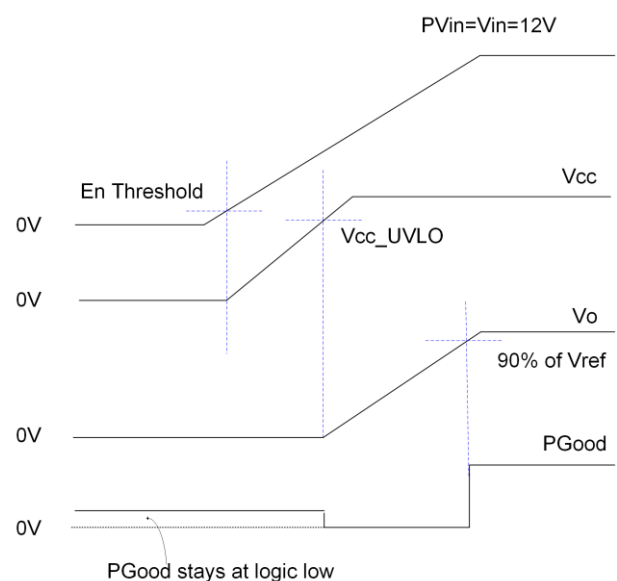 PVin=Vin=12V
En Threshold
Vcc
0V
Vcc_UVLO
0V
Vo
90% of Vref
0V
PGood
0V
PGood stays at logic low